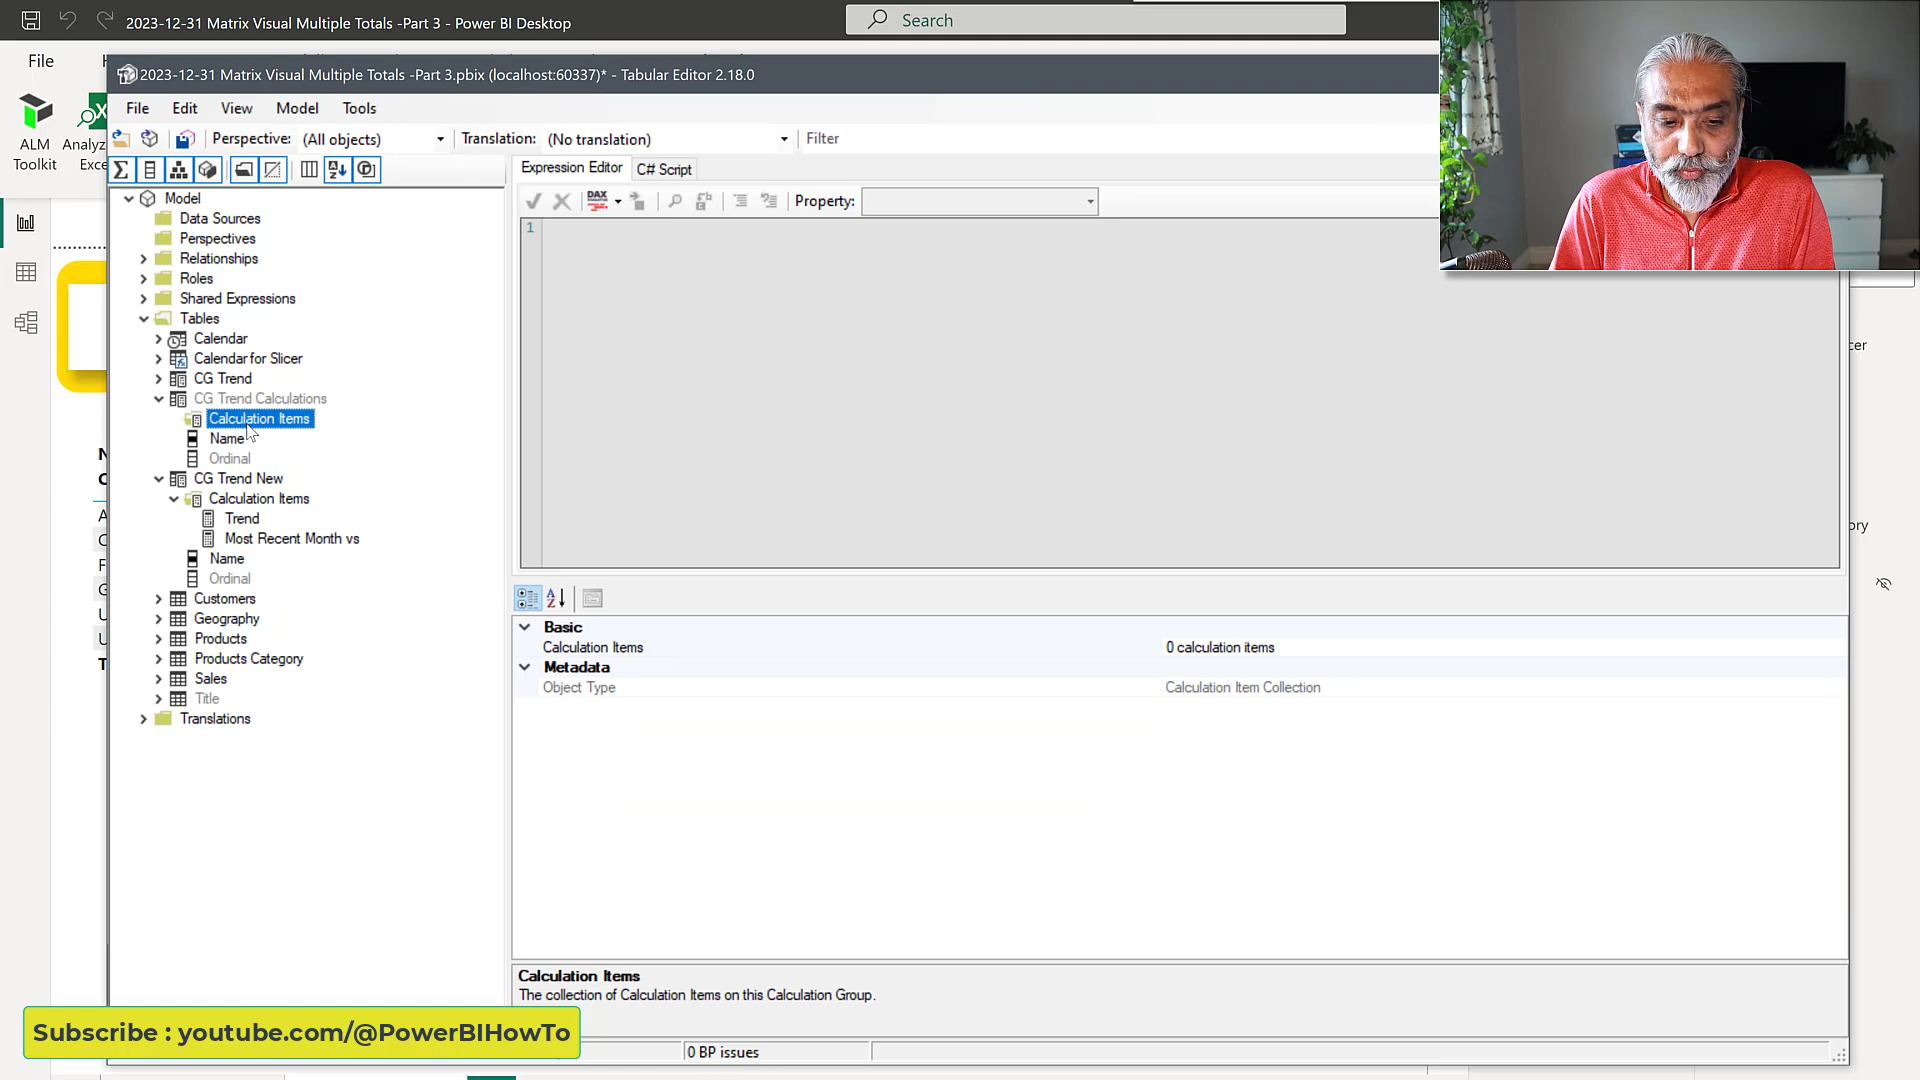 2023-12-31 Matrix Visual Multiple Totals -Part 3 - Power BI Desktop
Search
File
2023-12-31 Matrix Visual Multiple Totals -Part 3.pbix (localhost:60337)* - Tabular Editor 2.18.0
File Edit View Model Tools
ALM Toolkit
Analyz
Exce
Perspective: (All objects) Translation: (No translation) Filter
Expression Editor C# Script
DAX Property:
1
Model
Data Sources
Perspectives
Relationships
Roles
Shared Expressions
Tables
Calendar
Calendar for Slicer
CG Trend
CG Trend Calculations
Calculation Items
Name
Ordinal
CG Trend New
Calculation Items
Trend
Most Recent Month vs
Name
Ordinal
Customers
Geography
Products
Products Category
Sales
Title
Translations
cer
ory
Basic
Calculation Items 0 calculation items
Metadata
Object Type Calculation Item Collection
Calculation Items
The collection of Calculation Items on this Calculation Group.
Subscribe : youtube.com/@PowerBIHowTo
0 BP issues